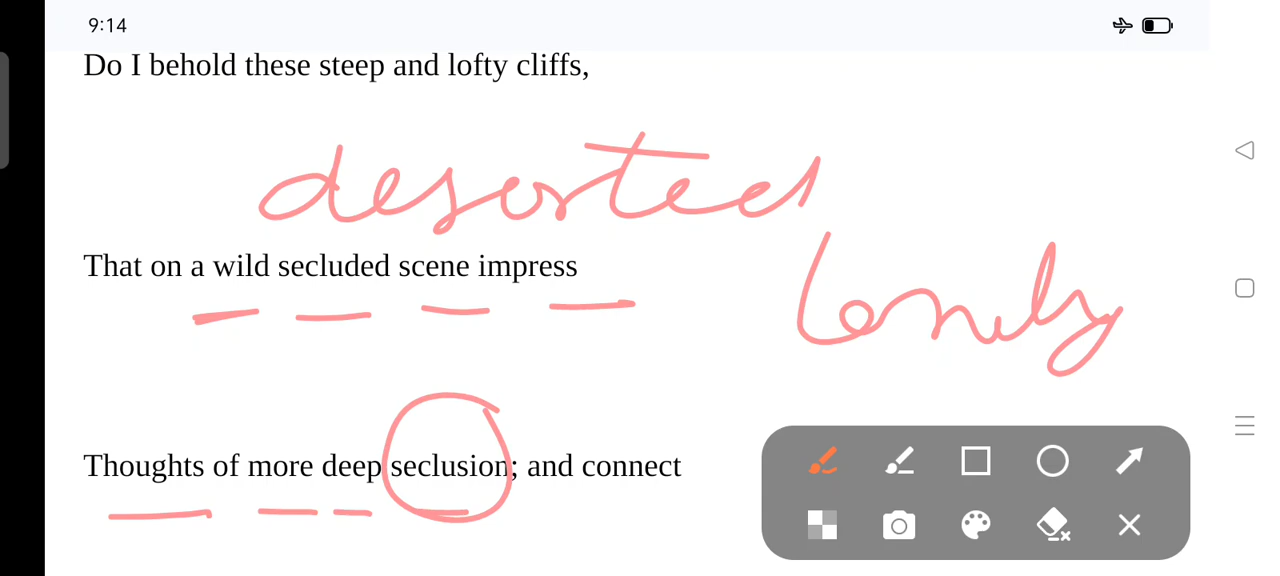 9:14
Do I behold these steep and lofty cliffs,
deserted
That on a wild secluded scene impress
lonely
Thoughts of more deep seclusion; and connect